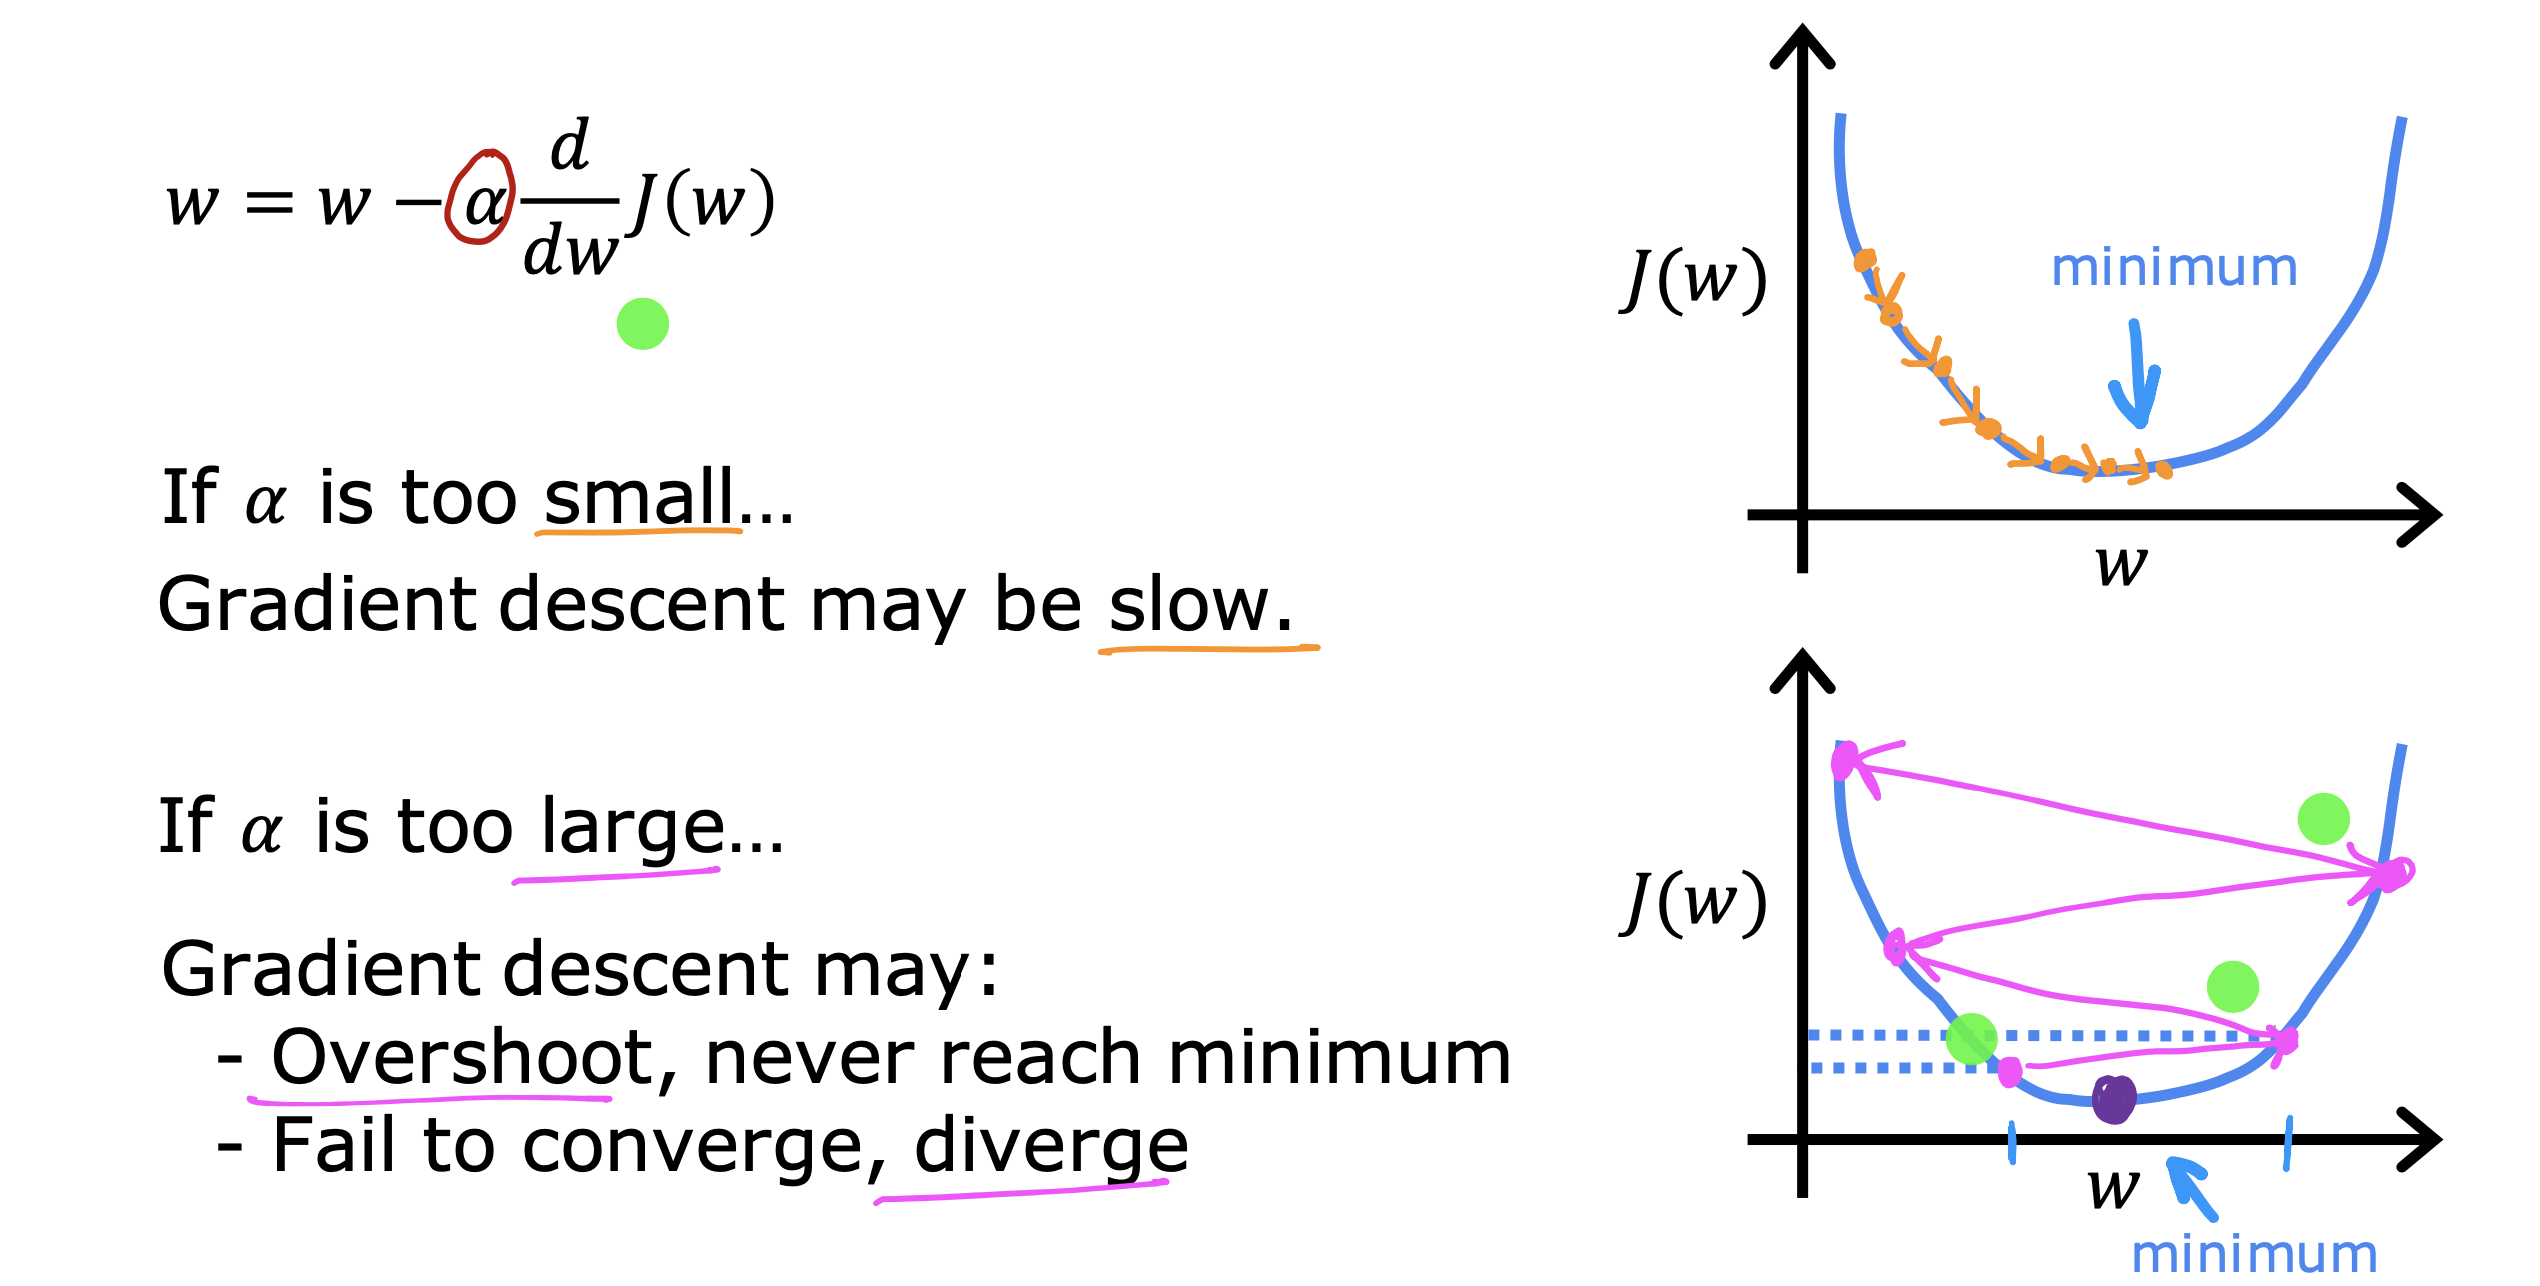 w = w − α d/dw J(w)
If α is too small...
Gradient descent may be slow.
If α is too large...
Gradient descent may:
- Overshoot, never reach minimum
- Fail to converge, diverge
J(w)
minimum
w
J(w)
w
minimum